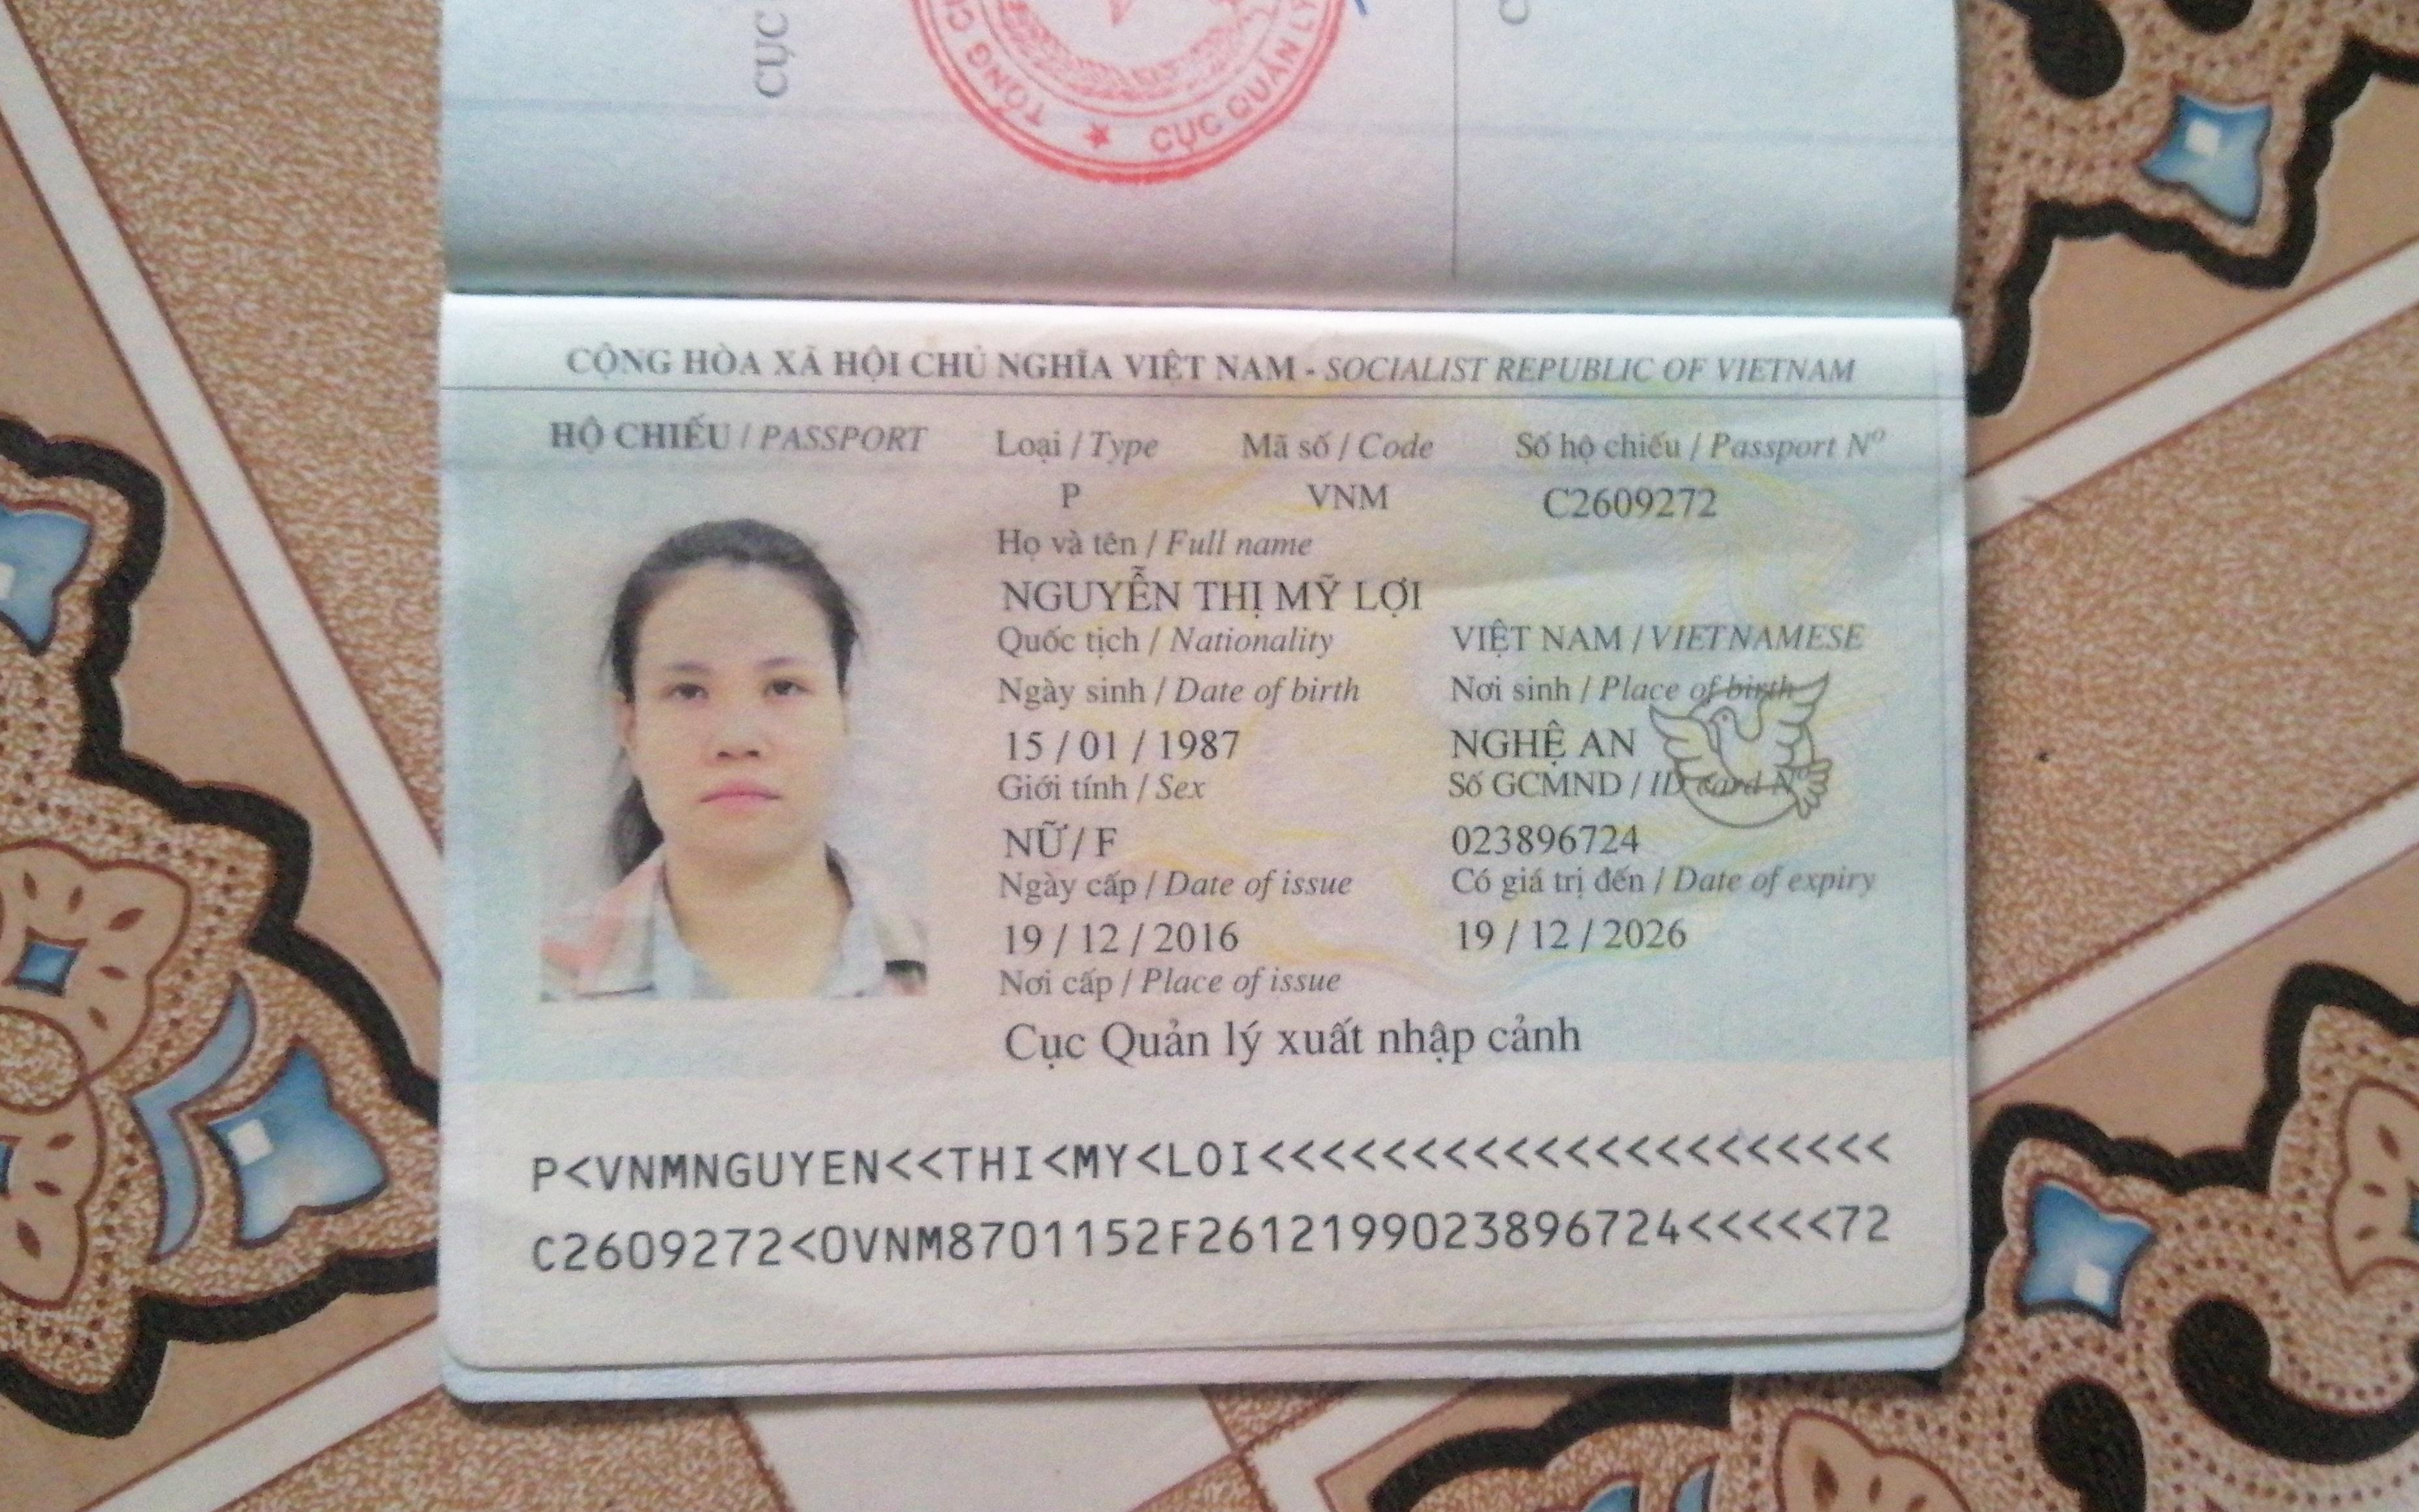 CỤC
TỔNG
★ CỤC QUẢN LÝ
CỘNG HÒA XÃ HỘI CHỦ NGHĨA VIỆT NAM - SOCIALIST REPUBLIC OF VIETNAM
HỘ CHIẾU / PASSPORT Loại / Type Mã số / Code Số hộ chiếu / Passport Nº
P VNM C2609272
Họ và tên / Full name
NGUYỄN THỊ MỸ LỢI
Quốc tịch / Nationality VIỆT NAM / VIETNAMESE
Ngày sinh / Date of birth Nơi sinh / Place of birth
15 / 01 / 1987 NGHỆ AN
Giới tính / Sex Số GCMND / ID card Nº
NỮ / F 023896724
Ngày cấp / Date of issue Có giá trị đến / Date of expiry
19 / 12 / 2016 19 / 12 / 2026
Nơi cấp / Place of issue
Cục Quản lý xuất nhập cảnh
P<VNMNGUYEN<<THI<MY<LOI<<<<<<<<<<<<<<<<<<<<<
C2609272<0VNM8701152F2612199023896724<<<<<72